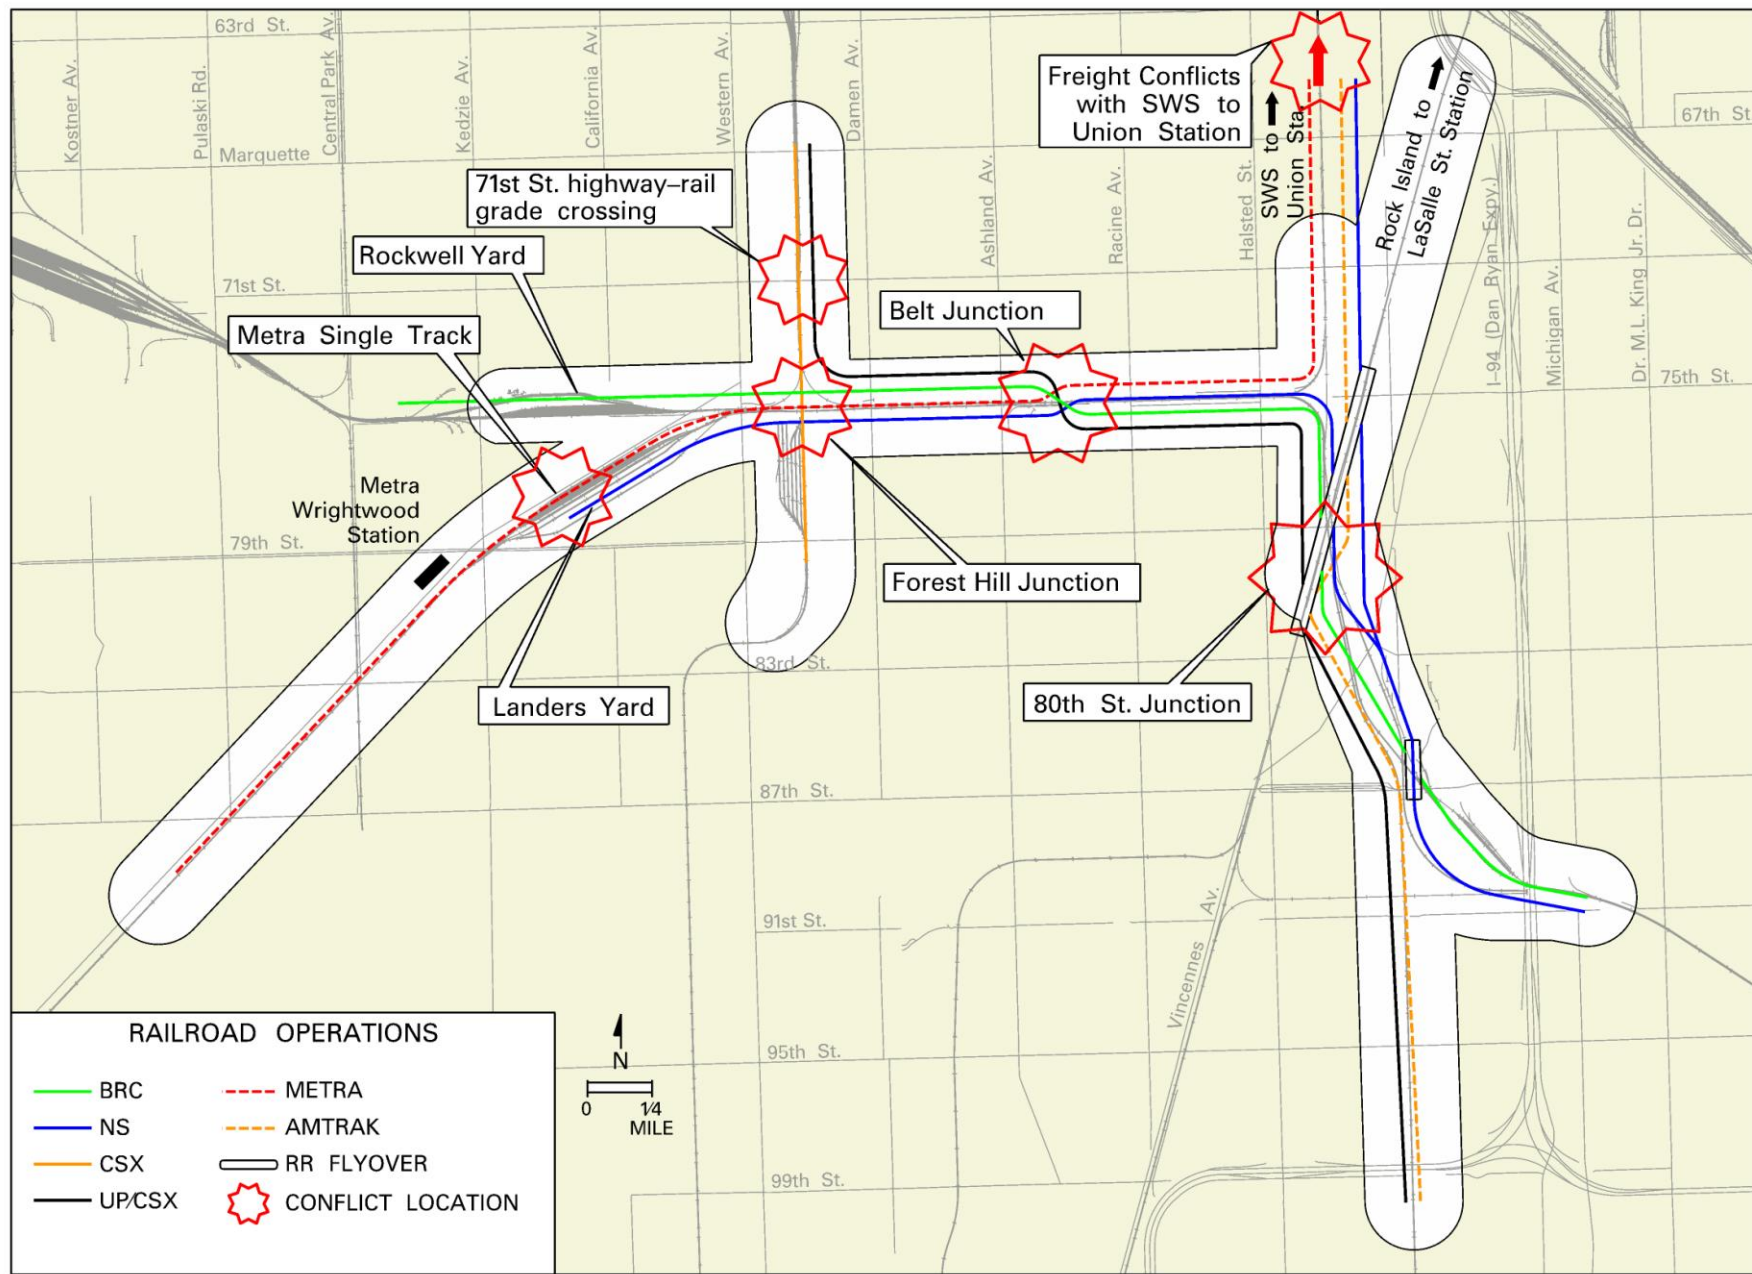 63rd St.
Kostner Av.
Pulaski Rd.
Central Park Av.
Kedzie Av.
California Av.
Western Av.
Damen Av.
Marquette
Freight Conflicts
with SWS to
Union Station
SWS to
Union Sta.
Rock Island to
LaSalle St. Station
67th St.
71st St. highway–rail
grade crossing
Ashland Av.
Racine Av.
Halsted St.
I–94 (Dan Ryan Expy.)
Michigan Av.
Dr. M.L. King Jr. Dr.
Rockwell Yard
71st St.
Belt Junction
Metra Single Track
75th St.
Metra
Wrightwood
Station
79th St.
Forest Hill Junction
83rd St.
Landers Yard
80th St. Junction
87th St.
91st St.
Vincennes Av.
95th St.
99th St.
RAILROAD OPERATIONS
BRC
METRA
NS
AMTRAK
CSX
RR FLYOVER
UP/CSX
CONFLICT LOCATION
N
0 1/4
MILE